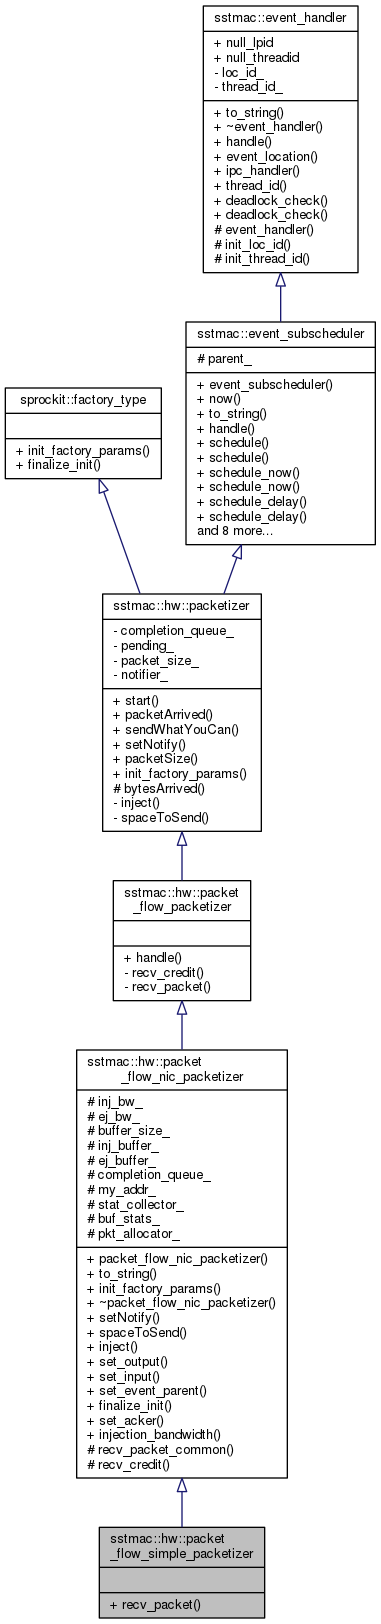 sstmac::event_handler
+ null_lpid
+ null_threadid
- loc_id_
- thread_id_
+ to_string()
+ ~event_handler()
+ handle()
+ event_location()
+ ipc_handler()
+ thread_id()
+ deadlock_check()
+ deadlock_check()
# event_handler()
# init_loc_id()
# init_thread_id()
sstmac::event_subscheduler
# parent_
+ event_subscheduler()
+ now()
+ to_string()
+ handle()
+ schedule()
+ schedule()
+ schedule_now()
+ schedule_now()
+ schedule_delay()
+ schedule_delay()
and 8 more...
sprockit::factory_type
+ init_factory_params()
+ finalize_init()
sstmac::hw::packetizer
- completion_queue_
- pending_
- packet_size_
- notifier_
+ start()
+ packetArrived()
+ sendWhatYouCan()
+ setNotify()
+ packetSize()
+ init_factory_params()
# bytesArrived()
- inject()
- spaceToSend()
sstmac::hw::packet
_flow_packetizer
+ handle()
- recv_credit()
- recv_packet()
sstmac::hw::packet
_flow_nic_packetizer
# inj_bw_
# ej_bw_
# buffer_size_
# inj_buffer_
# ej_buffer_
# completion_queue_
# my_addr_
# stat_collector_
# buf_stats_
# pkt_allocator_
+ packet_flow_nic_packetizer()
+ to_string()
+ init_factory_params()
+ ~packet_flow_nic_packetizer()
+ setNotify()
+ spaceToSend()
+ inject()
+ set_output()
+ set_input()
+ set_event_parent()
+ finalize_init()
+ set_acker()
+ injection_bandwidth()
# recv_packet_common()
# recv_credit()
sstmac::hw::packet
_flow_simple_packetizer
+ recv_packet()